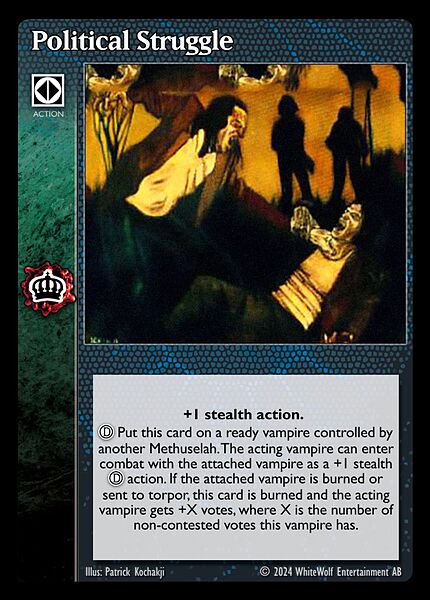 Political Struggle
ACTION
+1 stealth action.
Ⓓ Put this card on a ready vampire controlled by
another Methuselah. The acting vampire can enter
combat with the attached vampire as a +1 stealth
Ⓓ action. If the attached vampire is burned or
sent to torpor, this card is burned and the acting
vampire gets +X votes, where X is the number of
non-contested votes this vampire has.
Illus: Patrick Kochakji
© 2024 WhiteWolf Entertainment AB